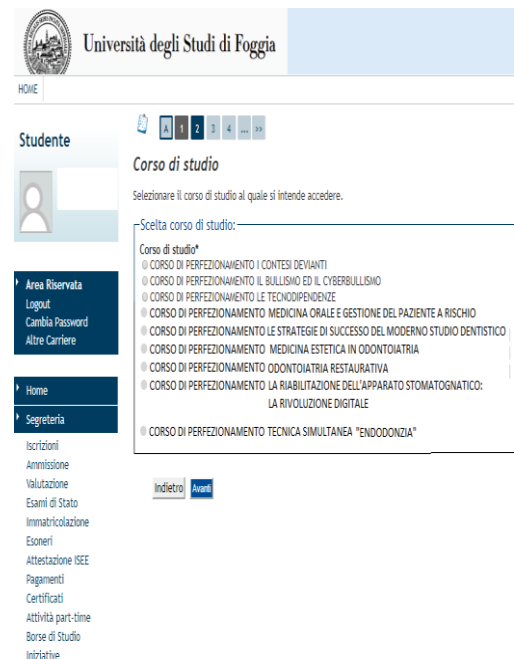 Università degli Studi di Foggia
HOME
Studente
A 1 2 3 4 ... >>
Corso di studio
Selezionare il corso di studio al quale si intende accedere.
Scelta corso di studio:
Corso di studio*
CORSO DI PERFEZIONAMENTO I CONTESI DEVIANTI
CORSO DI PERFEZIONAMENTO IL BULLISMO ED IL CYBERBULLISMO
CORSO DI PERFEZIONAMENTO LE TECNODIPENDENZE
CORSO DI PERFEZIONAMENTO MEDICINA ORALE E GESTIONE DEL PAZIENTE A RISCHIO
CORSO DI PERFEZIONAMENTO LE STRATEGIE DI SUCCESSO DEL MODERNO STUDIO DENTISTICO
CORSO DI PERFEZIONAMENTO MEDICINA ESTETICA IN ODONTOIATRIA
CORSO DI PERFEZIONAMENTO ODONTOIATRIA RESTAURATIVA
CORSO DI PERFEZIONAMENTO LA RIABILITAZIONE DELL'APPARATO STOMATOGNATICO:
LA RIVOLUZIONE DIGITALE
CORSO DI PERFEZIONAMENTO TECNICA SIMULTANEA "ENDODONZIA"
Indietro Avanti
Area Riservata
Logout
Cambia Password
Altre Carriere
Home
Segreteria
Iscrizioni
Ammissione
Valutazione
Esami di Stato
Immatricolazione
Esoneri
Attestazione ISEE
Pagamenti
Certificati
Attività part-time
Borse di Studio
Iniziative